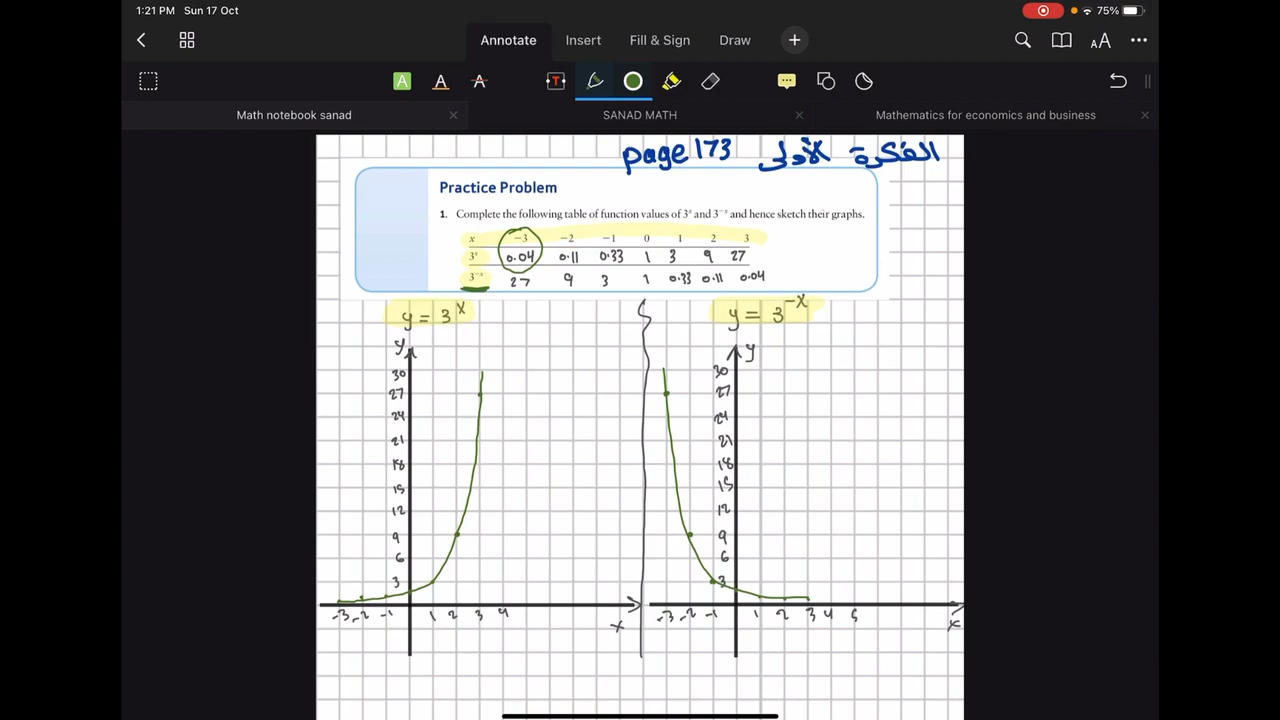 1:21 PM Sun 17 Oct
75%
Annotate Insert Fill & Sign Draw
Math notebook sanad
SANAD MATH
Mathematics for economics and business
page 173
Practice Problem
1. Complete the following table of function values of 3ˣ and 3⁻ˣ and hence sketch their graphs.
x −3 −2 −1 0 1 2 3
3ˣ 0.04 0.11 0.33 1 3 9 27
3⁻ˣ 27 9 3 1 0.33 0.11 0.04
y = 3ˣ
y
30
27
24
21
18
15
12
9
6
3
-3 -2 -1 1 2 3 4
x
y = 3⁻ˣ
y
30
27
24
21
18
15
12
9
6
3
-3 -2 -1 1 2 3 4 5
x